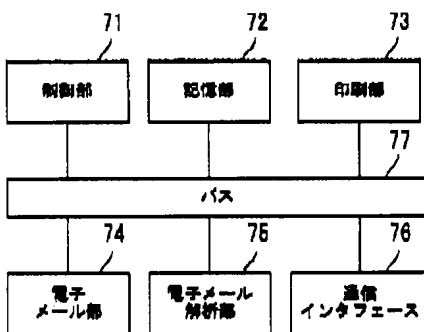 71 72 73
制御部 記憶部 印刷部
77
バス
74 75 76
電子 電子メール 通信
メール部 解析部 インタフェース